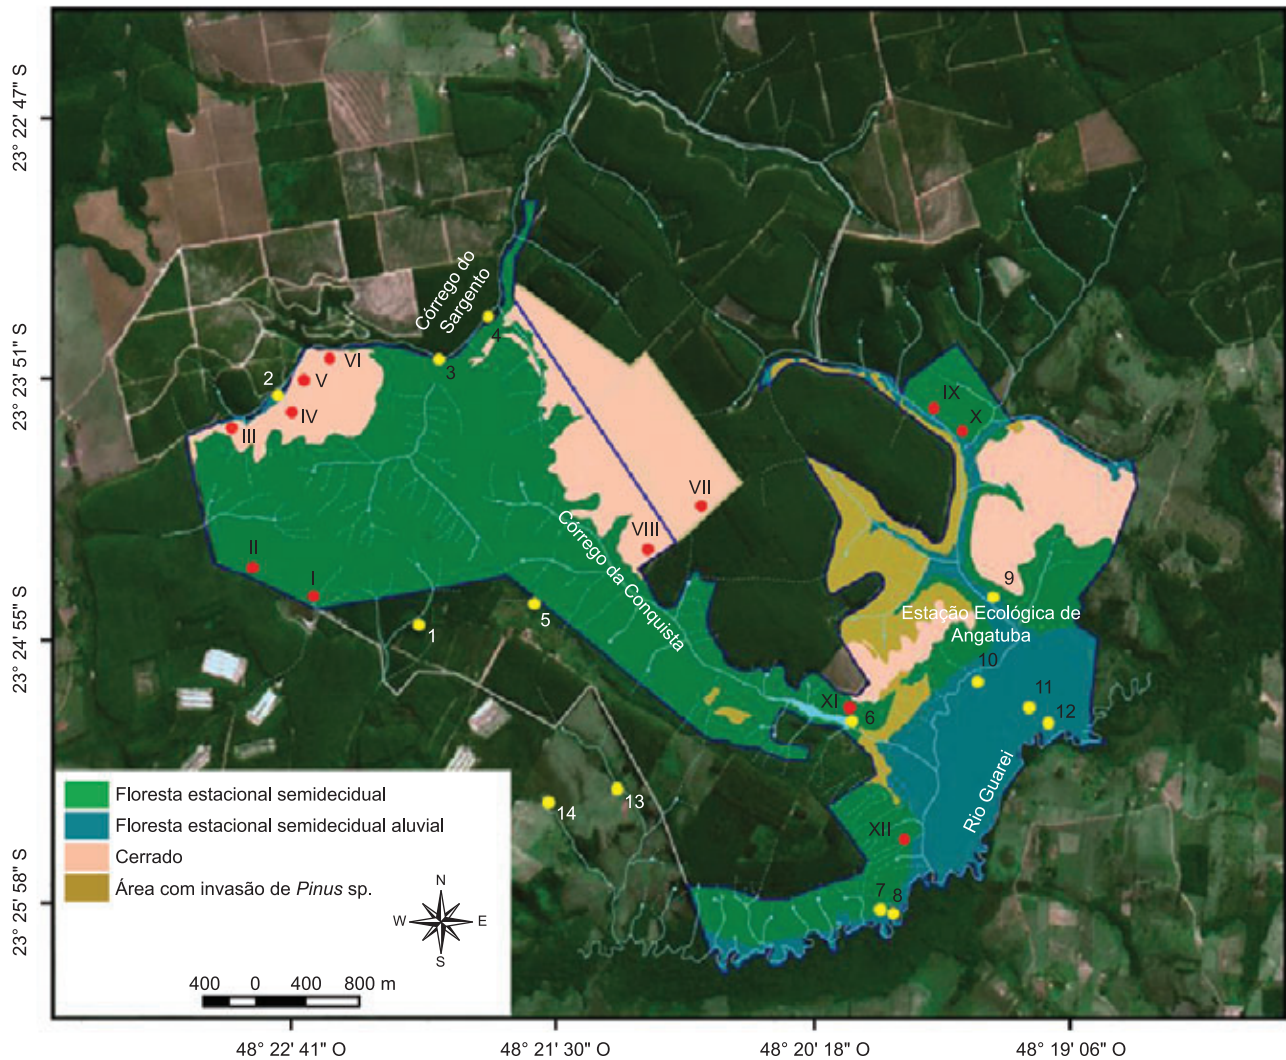 23° 22' 47" S
23° 23' 51" S
23° 24' 55" S
23° 25' 58" S
Córrego do
Sargento
4
3
2
VI
V
IV
III
IX
X
VII
VIII
II
I
Córrego da Conquista
9
Estação Ecológica de
Angatuba
1
5
10
11
12
XI
6
Rio Guarei
13
14
XII
7
8
Floresta estacional semidecidual
Floresta estacional semidecidual aluvial
Cerrado
Área com invasão de Pinus sp.
N
W
E
S
400 0 400 800 m
48° 22' 41" O
48° 21' 30" O
48° 20' 18" O
48° 19' 06" O